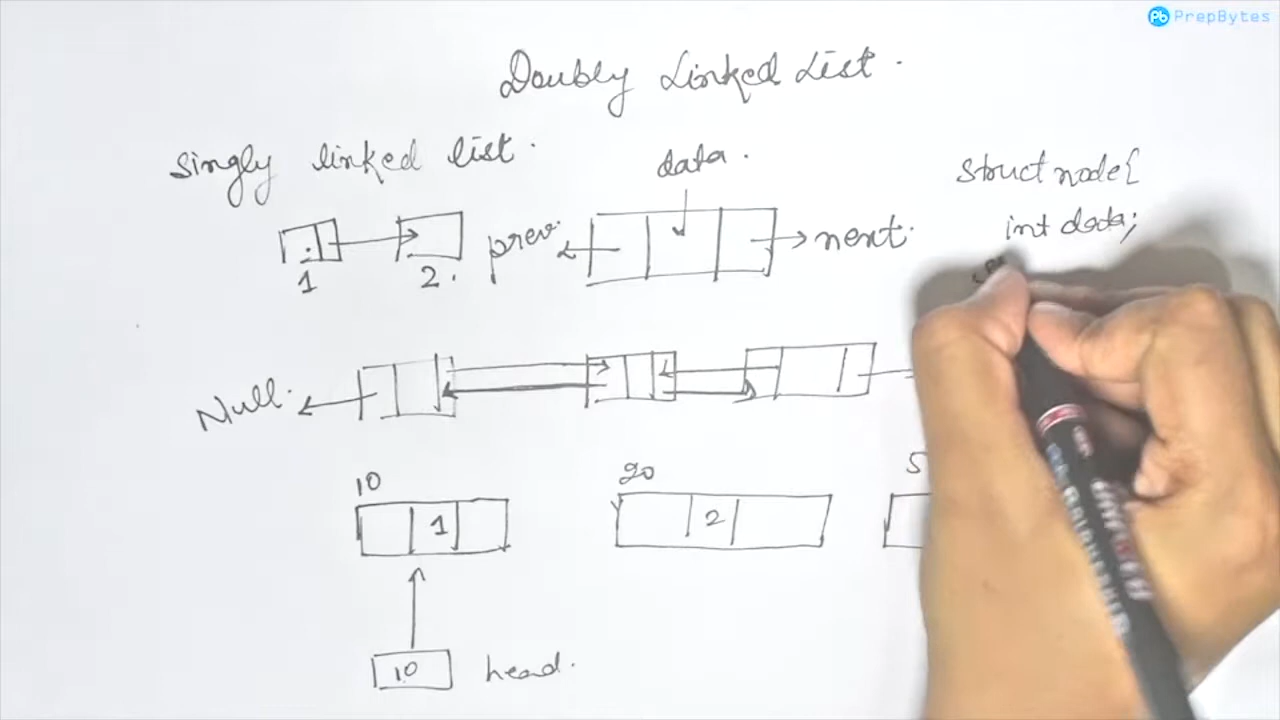 PrepBytes
Doubly Linked List.
Singly linked list.
data.
struct node{
int data;
prev.
next.
1
2.
Null.
10
20
1
2
10
head.